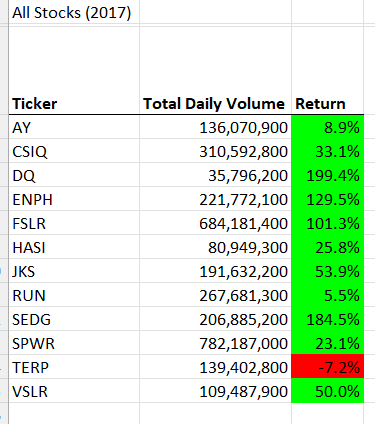 All Stocks (2017)
Ticker Total Daily Volume Return
AY 136,070,900 8.9%
CSIQ 310,592,800 33.1%
DQ 35,796,200 199.4%
ENPH 221,772,100 129.5%
FSLR 684,181,400 101.3%
HASI 80,949,300 25.8%
JKS 191,632,200 53.9%
RUN 267,681,300 5.5%
SEDG 206,885,200 184.5%
SPWR 782,187,000 23.1%
TERP 139,402,800 -7.2%
VSLR 109,487,900 50.0%